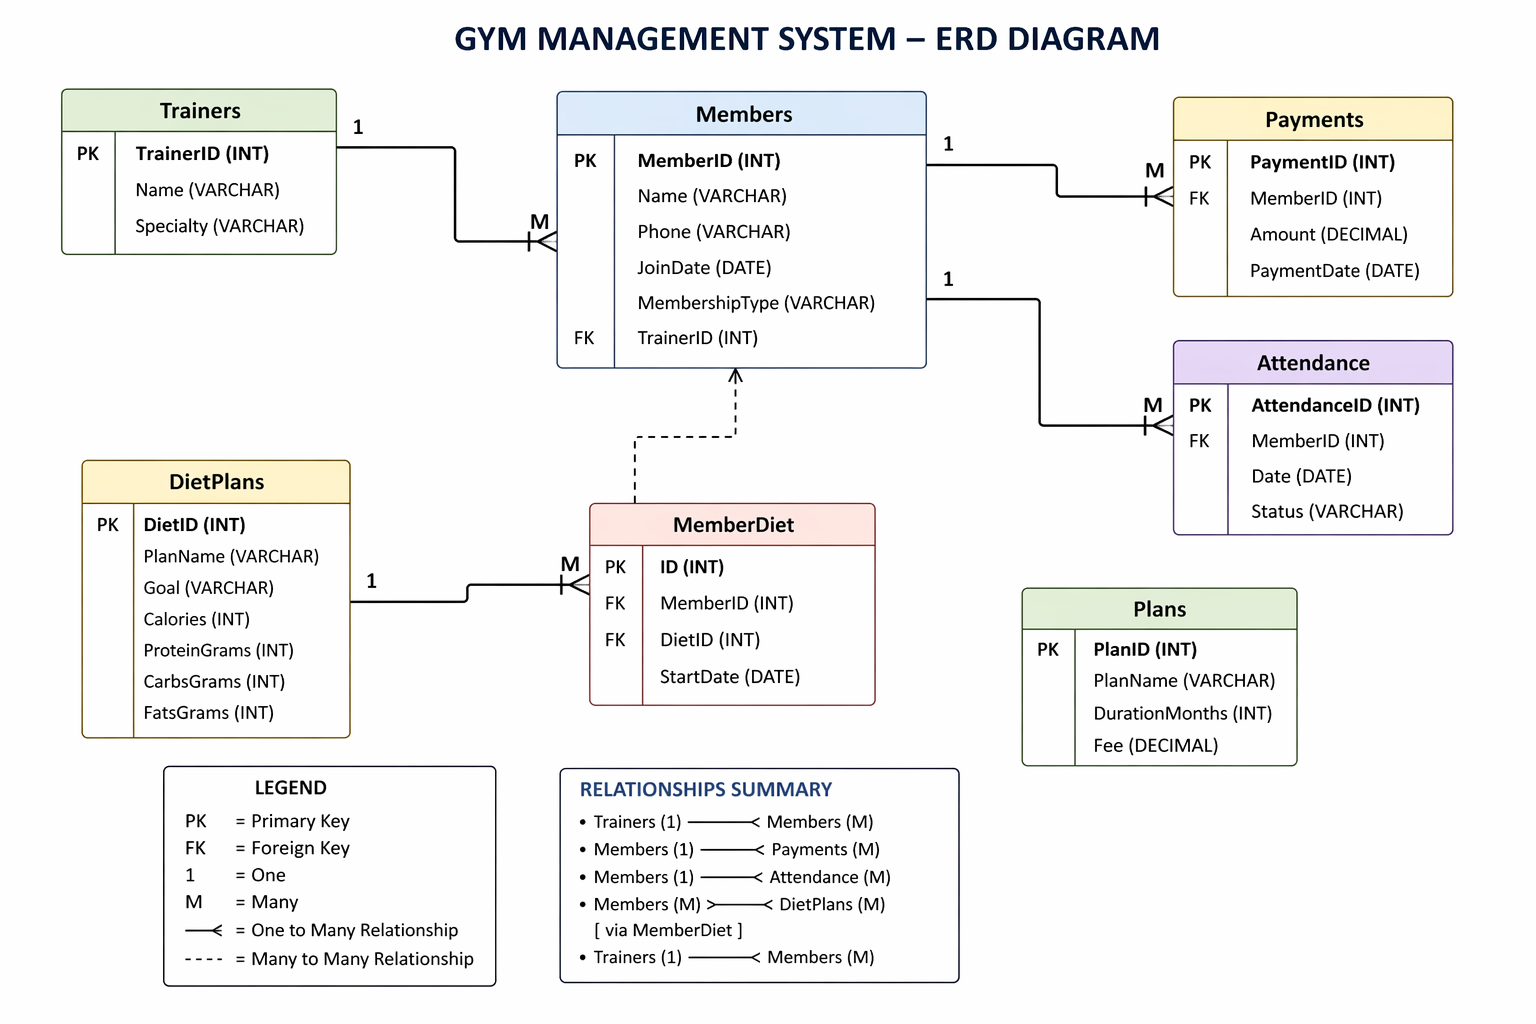 GYM MANAGEMENT SYSTEM – ERD DIAGRAM
Trainers
PK TrainerID (INT)
Name (VARCHAR)
Specialty (VARCHAR)
1
M
Members
PK MemberID (INT)
Name (VARCHAR)
Phone (VARCHAR)
JoinDate (DATE)
MembershipType (VARCHAR)
FK TrainerID (INT)
1
M
1
M
Payments
PK PaymentID (INT)
FK MemberID (INT)
Amount (DECIMAL)
PaymentDate (DATE)
Attendance
PK AttendanceID (INT)
FK MemberID (INT)
Date (DATE)
Status (VARCHAR)
DietPlans
PK DietID (INT)
PlanName (VARCHAR)
Goal (VARCHAR)
Calories (INT)
ProteinGrams (INT)
CarbsGrams (INT)
FatsGrams (INT)
1
M
MemberDiet
PK ID (INT)
FK MemberID (INT)
FK DietID (INT)
StartDate (DATE)
Plans
PK PlanID (INT)
PlanName (VARCHAR)
DurationMonths (INT)
Fee (DECIMAL)
LEGEND
PK = Primary Key
FK = Foreign Key
1 = One
M = Many
= One to Many Relationship
= Many to Many Relationship
RELATIONSHIPS SUMMARY
• Trainers (1) ———< Members (M)
• Members (1) ———< Payments (M)
• Members (1) ———< Attendance (M)
• Members (M) >———< DietPlans (M)
[ via MemberDiet ]
• Trainers (1) ———< Members (M)